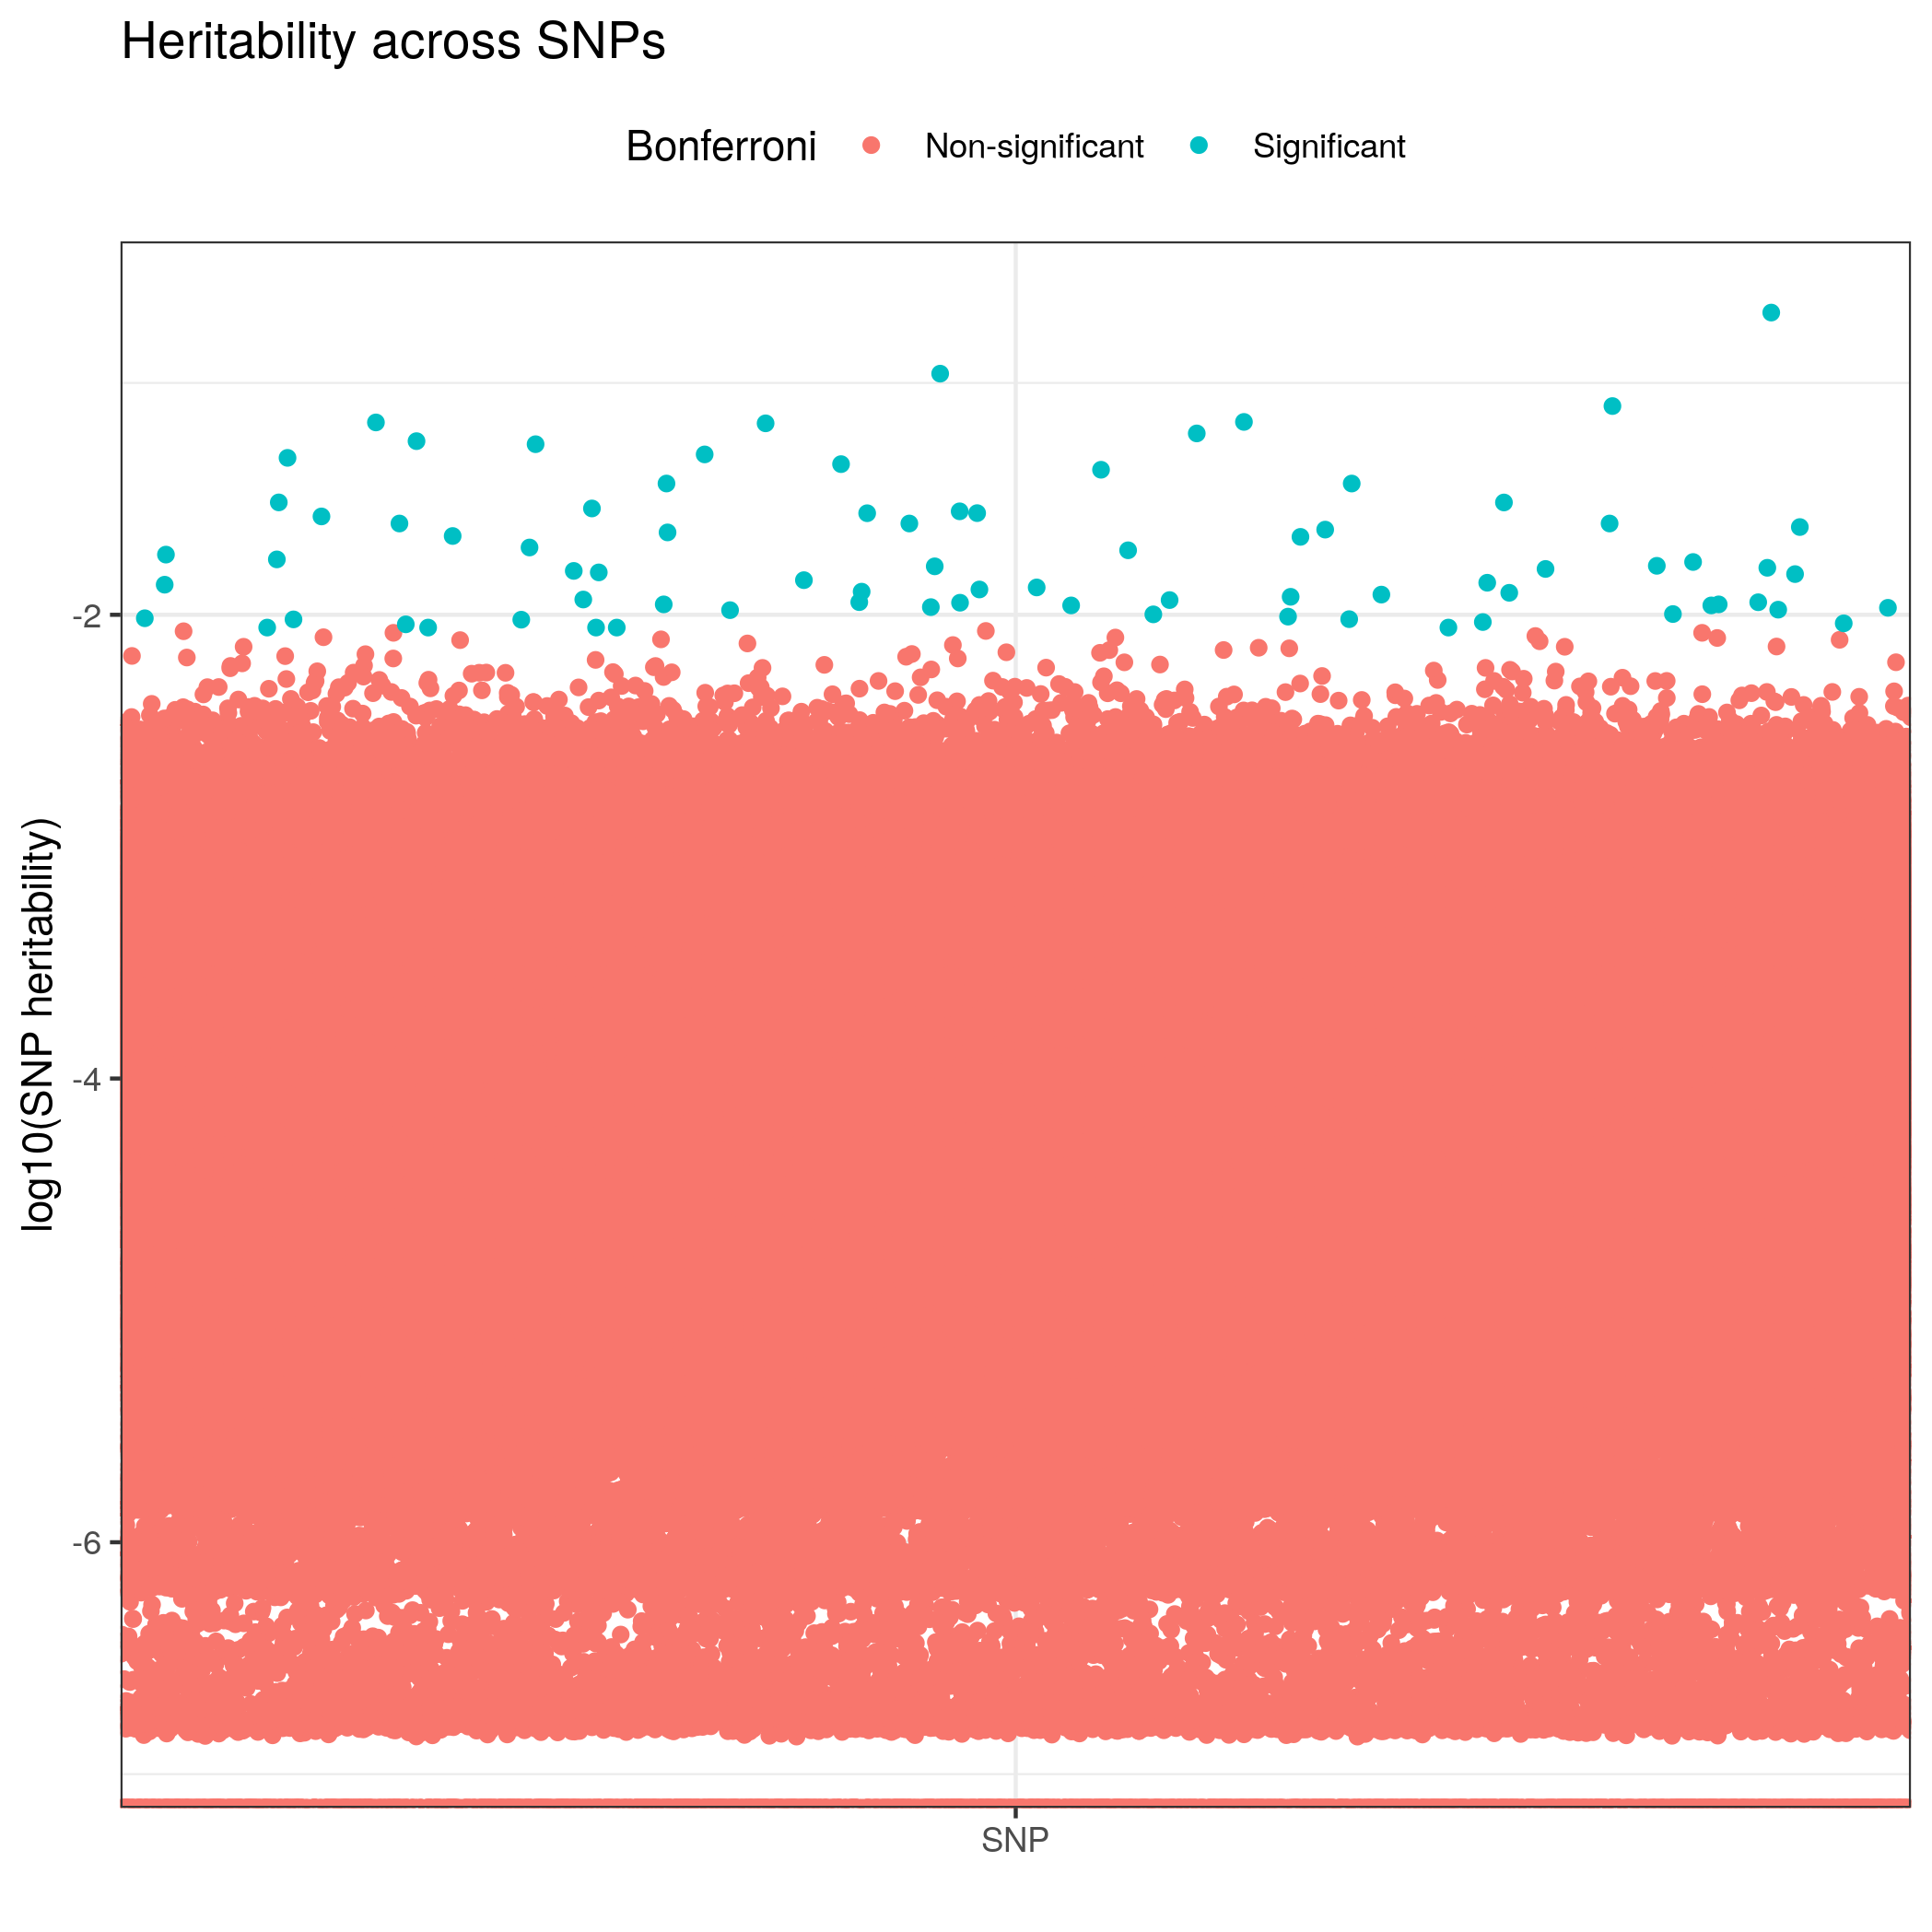 Heritability across SNPs
Bonferroni Non-significant Significant
log10(SNP heritability)
-2
-4
-6
SNP